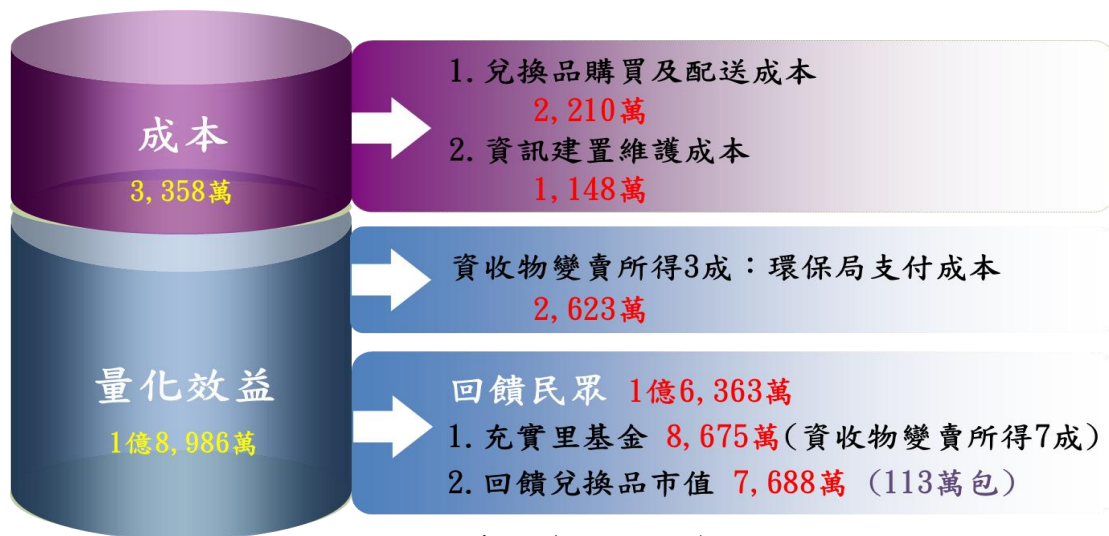 成本
3,358萬
1.兌換品購買及配送成本
2,210萬
2.資訊建置維護成本
1,148萬
量化效益
1億8,986萬
資收物變賣所得3成：環保局支付成本
2,623萬
回饋民眾 1億6,363萬
1.充實里基金 8,675萬(資收物變賣所得7成)
2.回饋兌換品市值 7,688萬 (113萬包)